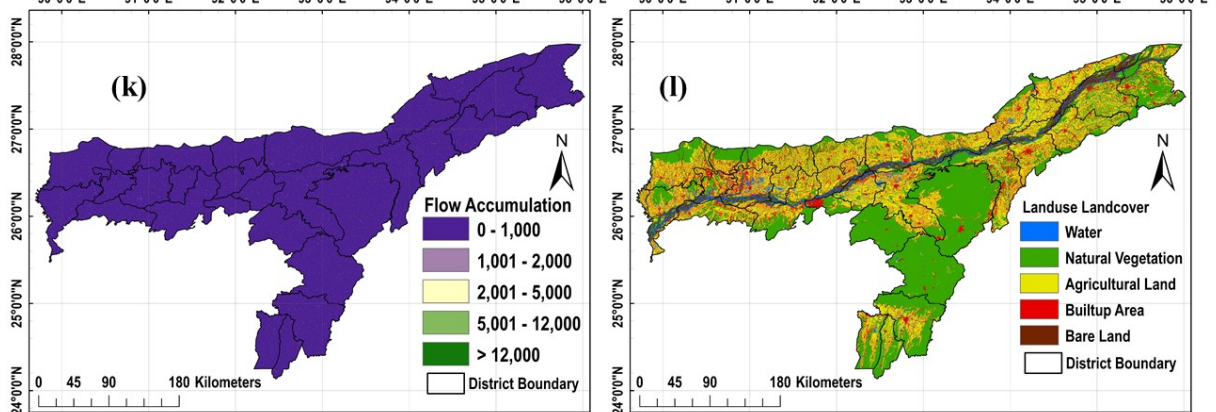 (k)
28°0'0"N
27°0'0"N
26°0'0"N
25°0'0"N
24°0'0"N
N
Flow Accumulation
0 - 1,000
1,001 - 2,000
2,001 - 5,000
5,001 - 12,000
> 12,000
District Boundary
0 45 90 180 Kilometers
(l)
28°0'0"N
27°0'0"N
26°0'0"N
25°0'0"N
24°0'0"N
N
Landuse Landcover
Water
Natural Vegetation
Agricultural Land
Builtup Area
Bare Land
District Boundary
0 45 90 180 Kilometers